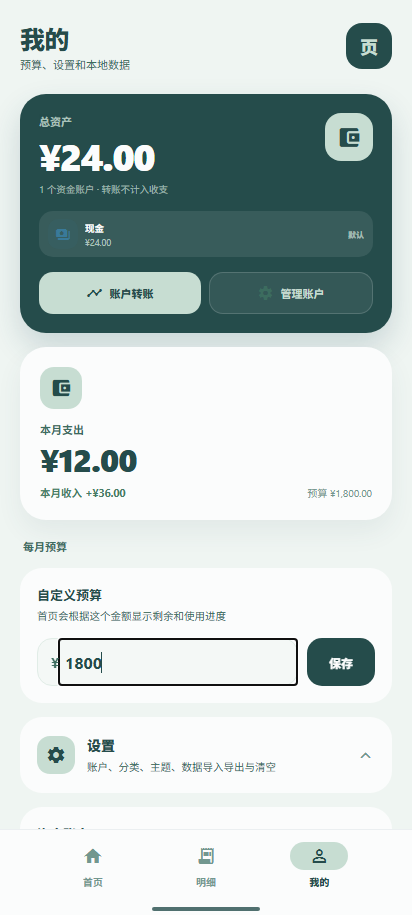 我的
预算、设置和本地数据
页
总资产
¥24.00
1 个资金账户 · 转账不计入收支
现金
¥24.00
默认
账户转账
管理账户
本月支出
¥12.00
本月收入 +¥36.00
预算 ¥1,800.00
每月预算
自定义预算
首页会根据这个金额显示剩余和使用进度
¥
1800
保存
设置
账户、分类、主题、数据导入导出与清空
首页
明细
我的